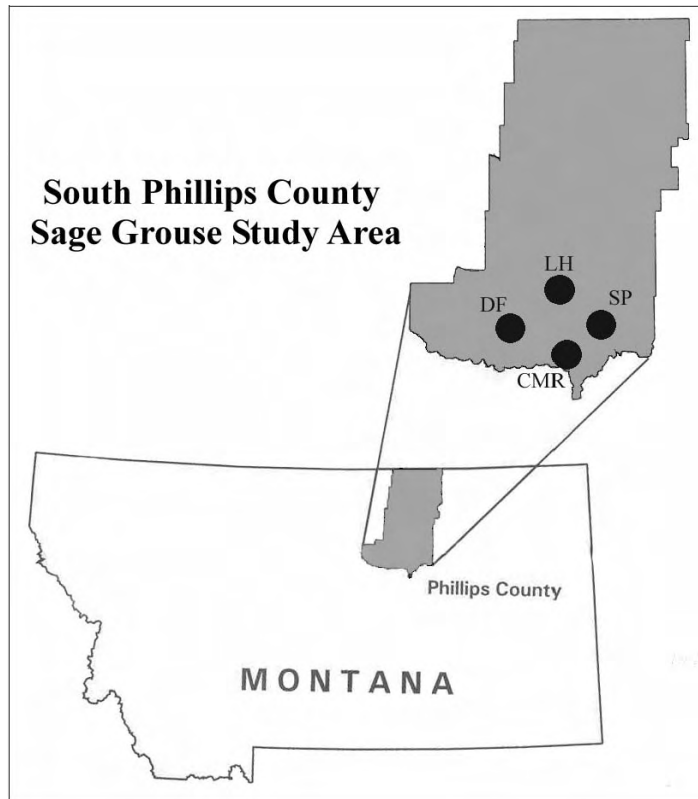 South Phillips County
Sage Grouse Study Area
LH
DF
SP
CMR
Phillips County
MONTANA